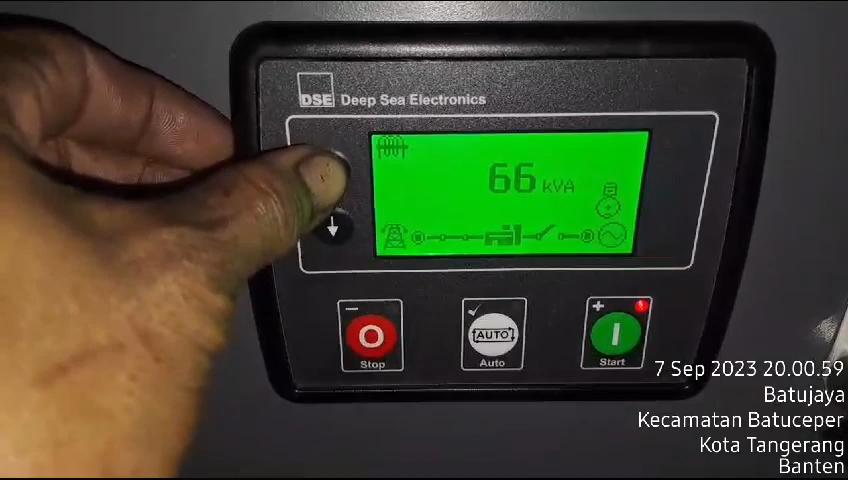 DSE Deep Sea Electronics
66 kVA
Stop
AUTO
Auto
Start
7 Sep 2023 20.00.59
Batujaya
Kecamatan Batuceper
Kota Tangerang
Banten